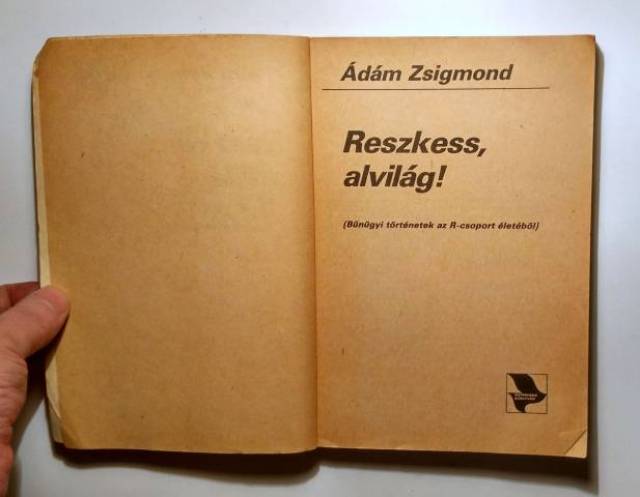 Ádám Zsigmond
Reszkess,
alvilág!
(Bűnügyi történetek az R-csoport életéből)